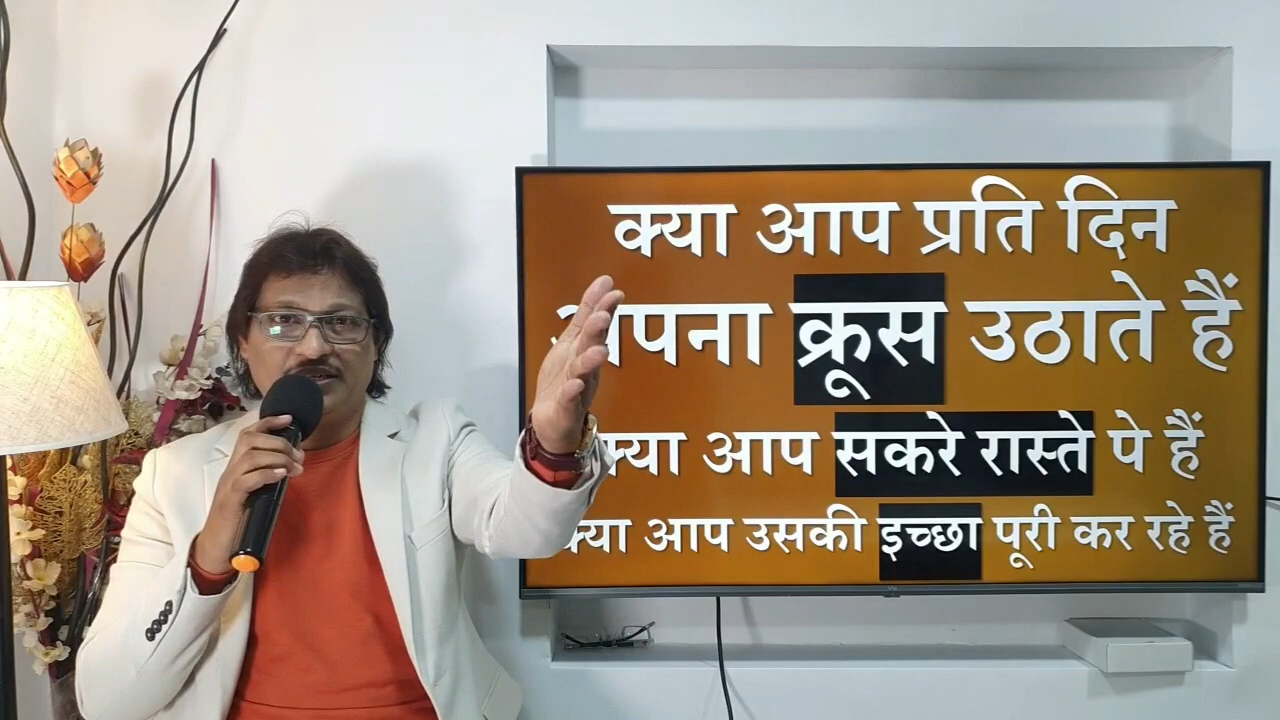 क्या आप प्रति दिन
अपना क्रूस उठाते हैं
क्या आप सकरे रास्ते पे हैं
क्या आप उसकी इच्छा पूरी कर रहे हैं